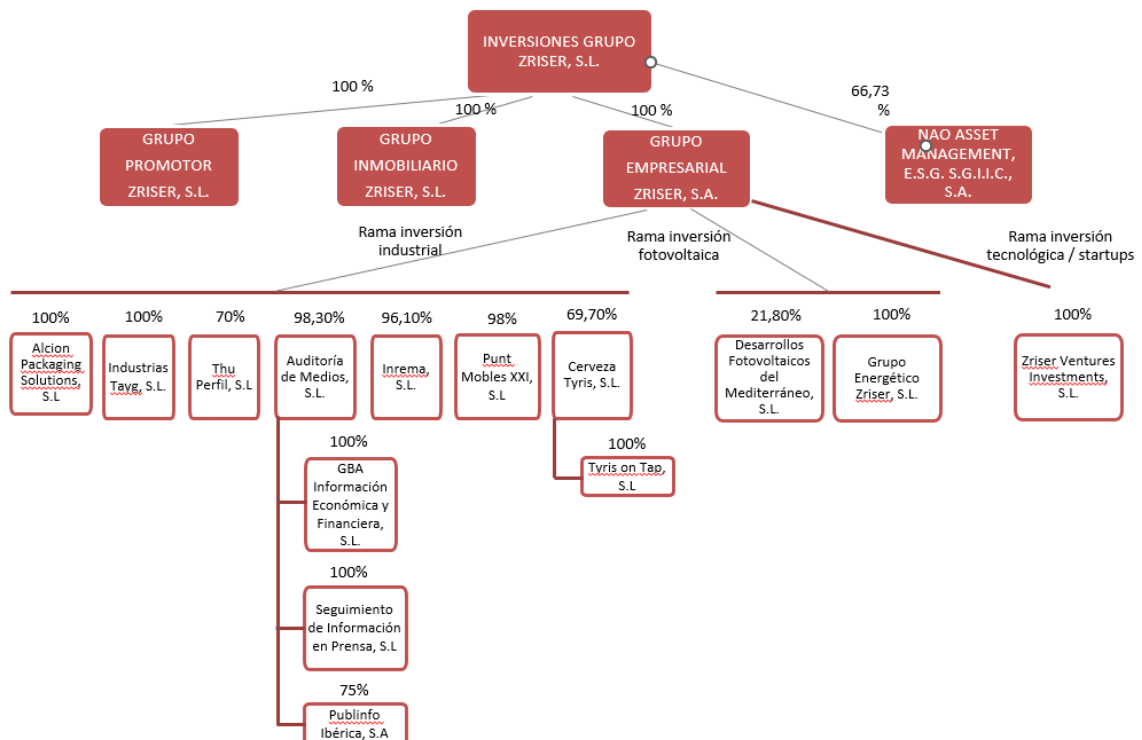 INVERSIONES GRUPO
ZRISER, S.L.
100 %
100 %
100 %
66,73
%
GRUPO
PROMOTOR
ZRISER, S.L.
GRUPO
INMOBILIARIO
ZRISER, S.L.
GRUPO
EMPRESARIAL
ZRISER, S.A.
NAO ASSET
MANAGEMENT,
E.S.G. S.G.I.I.C.,
S.A.
Rama inversión
industrial
Rama inversión
fotovoltaica
Rama inversión
tecnológica / startups
100%
Alcion
Packaging
Solutions,
S.L
100%
Industrias
Tayg, S.L.
70%
Thu
Perfil, S.L
98,30%
Auditoría
de Medios,
S.L.
96,10%
Inrema,
S.L.
98%
Punt
Mobles XXI,
S.L
69,70%
Cerveza
Tyris, S.L.
21,80%
Desarrollos
Fotovoltaicos
del
Mediterráneo,
S.L.
100%
Grupo
Energético
Zriser, S.L.
100%
Zriser Ventures
Investments,
S.L.
100%
GBA
Información
Económica y
Financiera,
S.L.
100%
Tyris on Tap,
S.L
100%
Seguimiento
de Información
en Prensa, S.L
75%
Publinfo
Ibérica, S.A